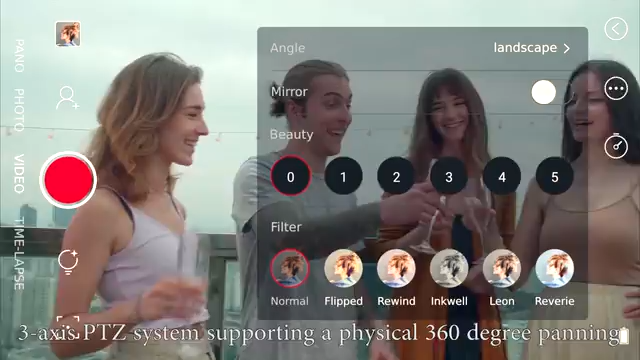 PANO
PHOTO
VIDEO
TIME-LAPSE
Angle
landscape
Mirror
Beauty
0 1 2 3 4 5
Filter
Normal Flipped Rewind Inkwell Leon Reverie
3-axis PTZ system supporting a physical 360 degree panning